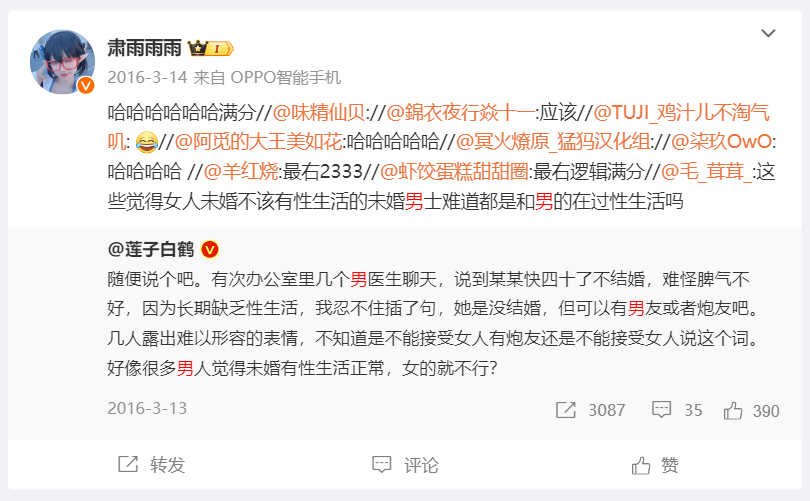 肃雨雨雨 I
2016-3-14 来自 OPPO智能手机
哈哈哈哈哈哈满分//@味精仙贝://@錦衣夜行焱十一:应该//@TUJI_鸡汁儿不淘气
叽: 😂//@阿觅的大王美如花:哈哈哈哈哈//@冥火燎原_猛犸汉化组://@柒玖OwO:
哈哈哈哈 //@羊红烧:最右2333//@虾饺蛋糕甜甜圈:最右逻辑满分//@毛_茸茸_:这
些觉得女人未婚不该有性生活的未婚男士难道都是和男的在过性生活吗
@莲子白鹤
随便说个吧。有次办公室里几个男医生聊天，说到某某快四十了不结婚，难怪脾气不
好，因为长期缺乏性生活，我忍不住插了句，她是没结婚，但可以有男友或者炮友吧。
几人露出难以形容的表情，不知道是不能接受女人有炮友还是不能接受女人说这个词。
好像很多男人觉得未婚有性生活正常，女的就不行？
2016-3-13 3087 35 390
转发 评论 赞